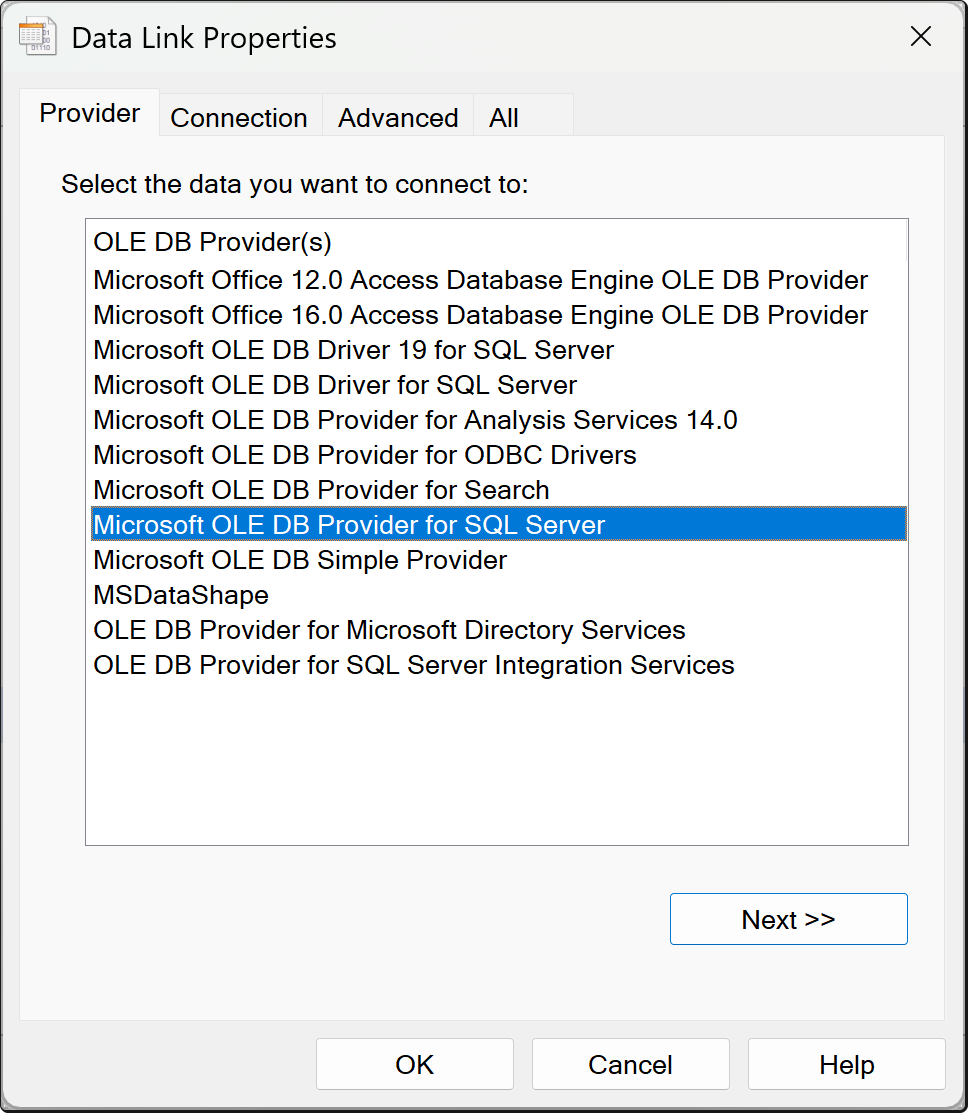 Data Link Properties
Provider
Connection
Advanced
All
Select the data you want to connect to:
OLE DB Provider(s)
Microsoft Office 12.0 Access Database Engine OLE DB Provider
Microsoft Office 16.0 Access Database Engine OLE DB Provider
Microsoft OLE DB Driver 19 for SQL Server
Microsoft OLE DB Driver for SQL Server
Microsoft OLE DB Provider for Analysis Services 14.0
Microsoft OLE DB Provider for ODBC Drivers
Microsoft OLE DB Provider for Search
Microsoft OLE DB Provider for SQL Server
Microsoft OLE DB Simple Provider
MSDataShape
OLE DB Provider for Microsoft Directory Services
OLE DB Provider for SQL Server Integration Services
Next >>
OK
Cancel
Help